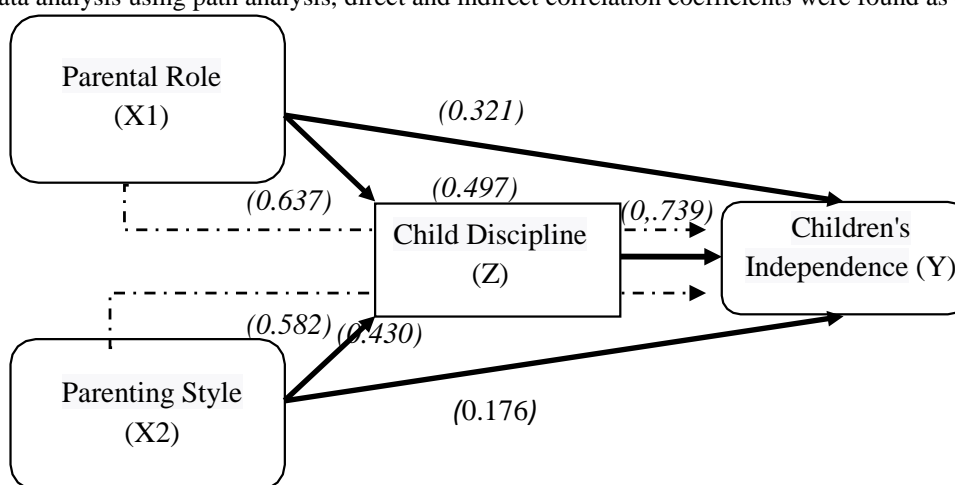 data analysis using path analysis, direct and indirect correlation coefficients were found as
Parental Role
(X1)
(0.321)
(0.637)
(0.497)
(0,.739)
Child Discipline
(Z)
Children's
Independence (Y)
(0.582)
(0.430)
Parenting Style
(X2)
(0.176)